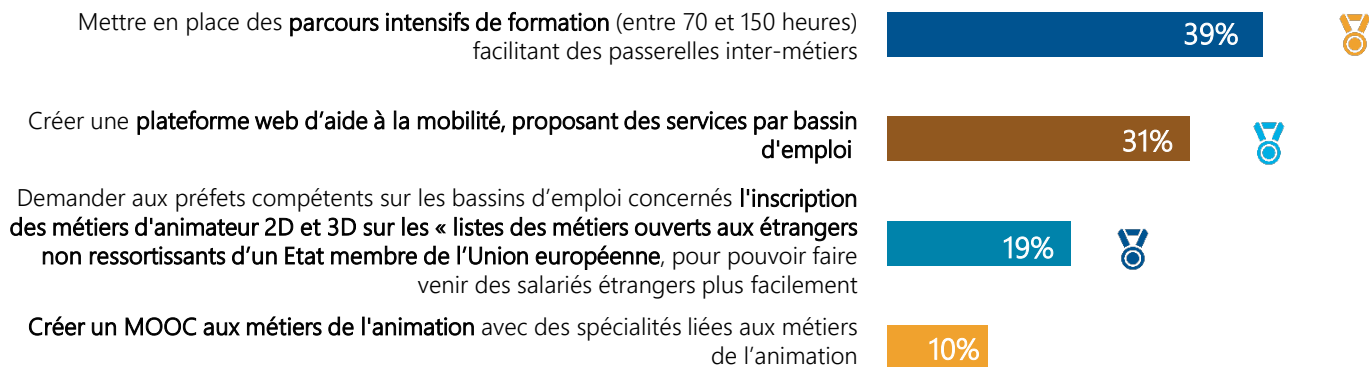 Mettre en place des parcours intensifs de formation (entre 70 et 150 heures)
facilitant des passerelles inter-métiers
39%
Créer une plateforme web d'aide à la mobilité, proposant des services par bassin
d'emploi
31%
Demander aux préfets compétents sur les bassins d'emploi concernés l'inscription
des métiers d'animateur 2D et 3D sur les « listes des métiers ouverts aux étrangers
non ressortissants d'un Etat membre de l'Union européenne, pour pouvoir faire
venir des salariés étrangers plus facilement
19%
Créer un MOOC aux métiers de l'animation avec des spécialités liées aux métiers
de l'animation
10%